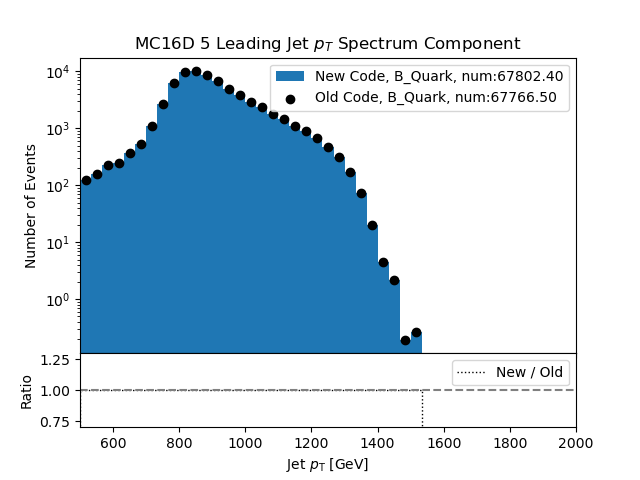 MC16D 5 Leading Jet pT Spectrum Component
10^4
10^3
10^2
10^1
10^0
Number of Events
New Code, B_Quark, num:67802.40
Old Code, B_Quark, num:67766.50
1.25
1.00
0.75
Ratio
New / Old
600 800 1000 1200 1400 1600 1800 2000
Jet pT [GeV]